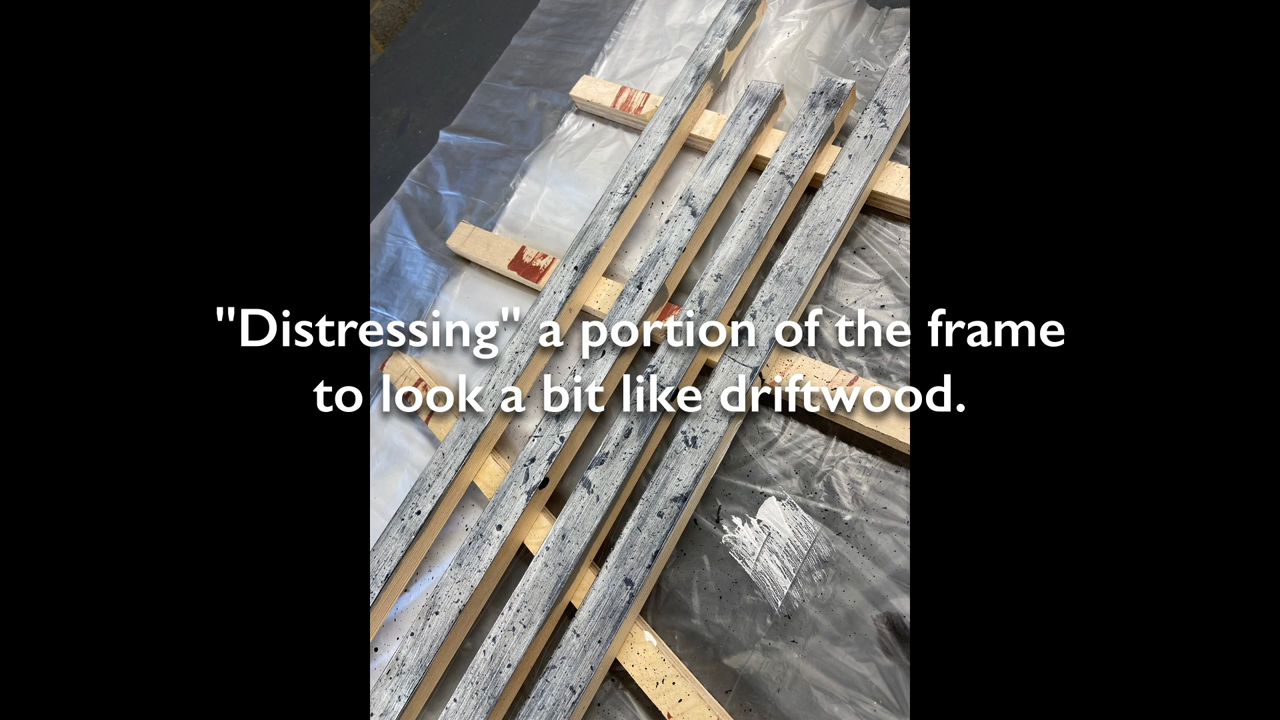 "Distressing" a portion of the frame
to look a bit like driftwood.